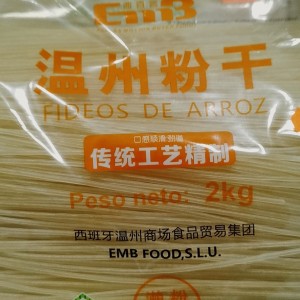 EMB
温州粉干
FIDEOS DE ARROZ
传统工艺精制
Peso neto: 2kg
西班牙温州商场食品贸易集团
EMB FOOD,S.L.U.